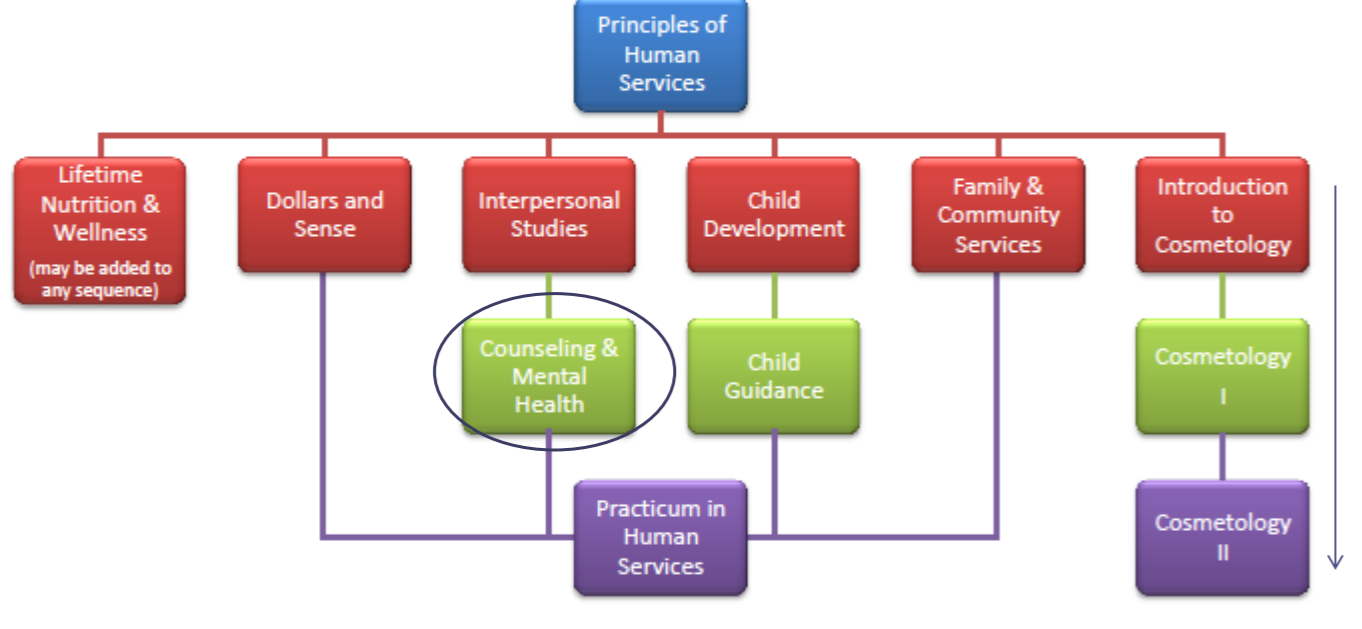 Principles of
Human
Services
Lifetime
Nutrition &
Wellness
(may be added to
any sequence)
Dollars and
Sense
Interpersonal
Studies
Child
Development
Family &
Community
Services
Introduction
to
Cosmetology
Counseling &
Mental
Health
Child
Guidance
Cosmetology
I
Practicum in
Human
Services
Cosmetology
II